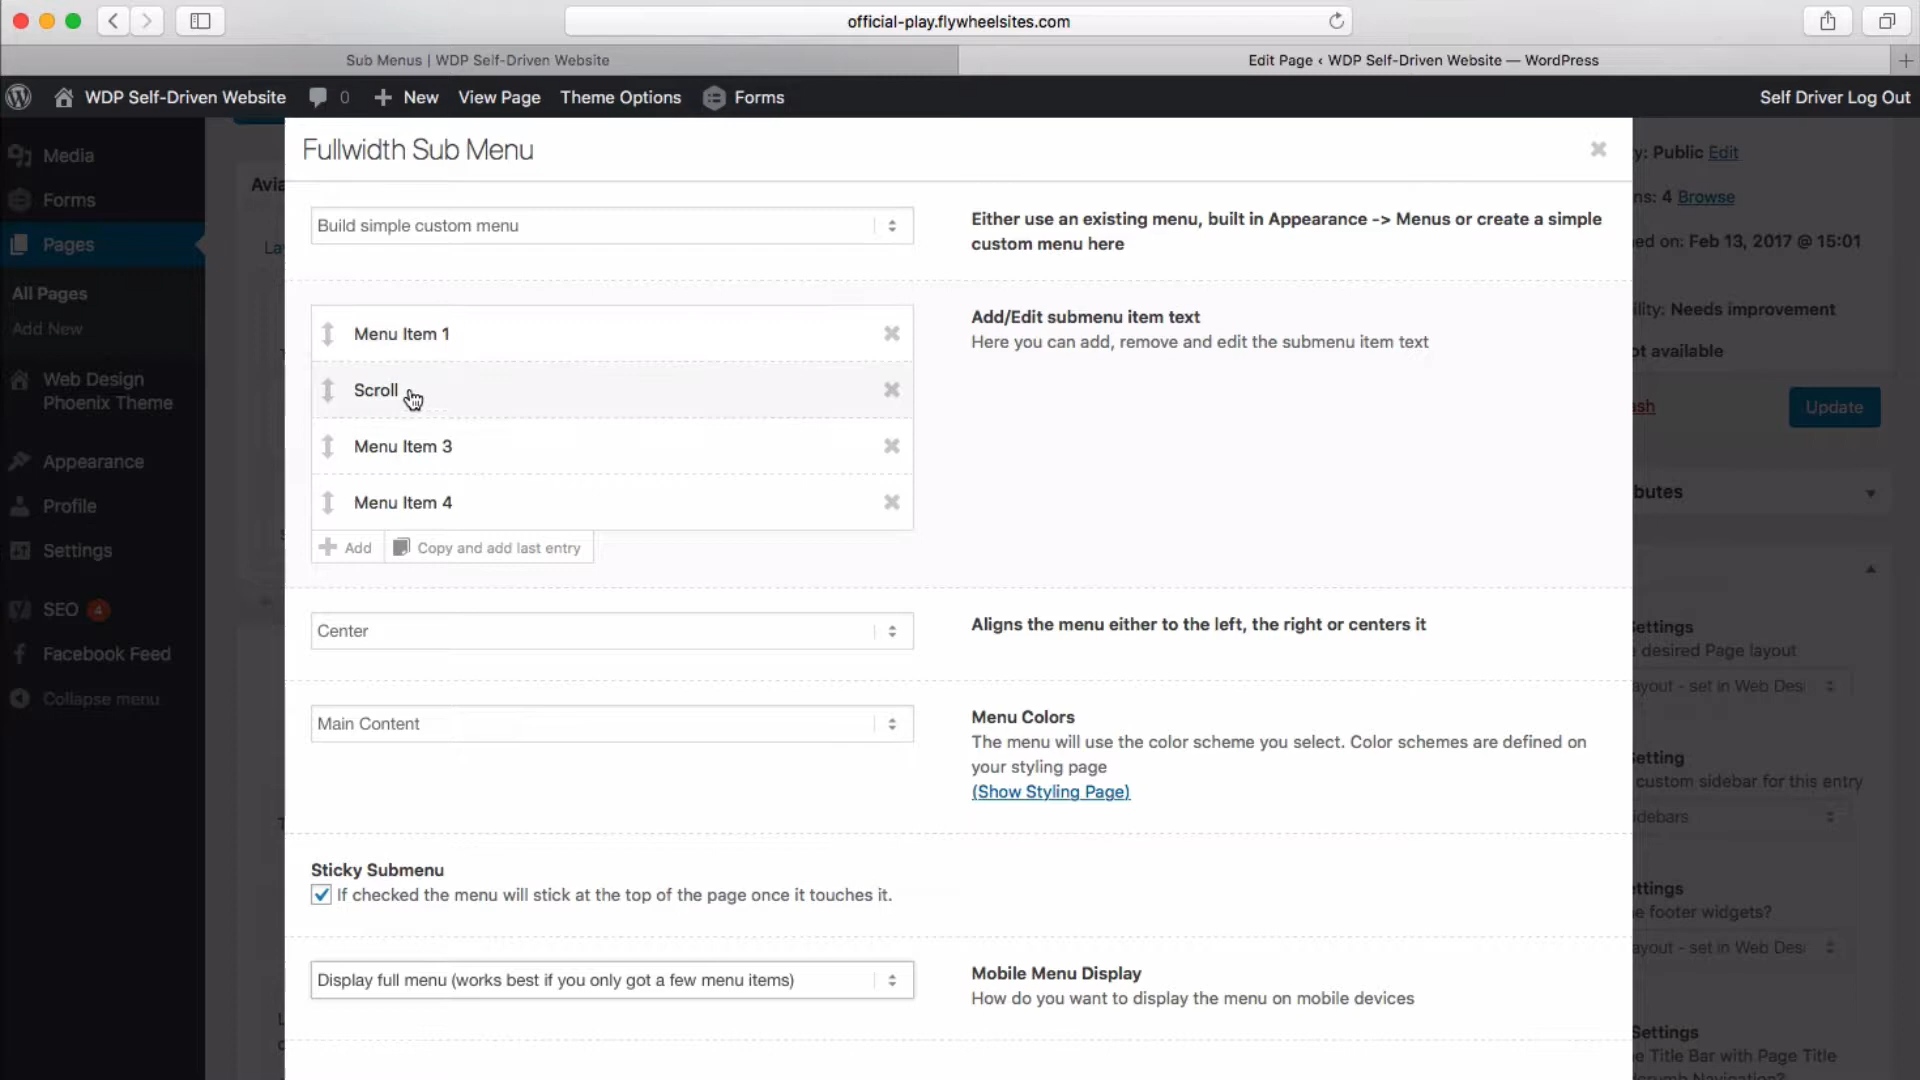 official-play.flywheelsites.com
Sub Menus | WDP Self-Driven Website
Edit Page ‹ WDP Self-Driven Website — WordPress
WDP Self-Driven Website
0
New
View Page
Theme Options
Forms
Self Driver Log Out
Media
Forms
Pages
All Pages
Add New
Web Design
Phoenix Theme
Appearance
Profile
Settings
SEO 4
Facebook Feed
Collapse menu
Avia
Fullwidth Sub Menu
Build simple custom menu
Either use an existing menu, built in Appearance -> Menus or create a simple
custom menu here
Menu Item 1
Scroll
Menu Item 3
Menu Item 4
Add
Copy and add last entry
Add/Edit submenu item text
Here you can add, remove and edit the submenu item text
Center
Aligns the menu either to the left, the right or centers it
Main Content
Menu Colors
The menu will use the color scheme you select. Color schemes are defined on
your styling page
(Show Styling Page)
Sticky Submenu
If checked the menu will stick at the top of the page once it touches it.
Display full menu (works best if you only got a few menu items)
Mobile Menu Display
How do you want to display the menu on mobile devices
y: Public Edit
ns: 4 Browse
ed on: Feb 13, 2017 @ 15:01
ility: Needs improvement
ot available
ash
Update
butes
Settings
desired Page layout
ayout - set in Web Des
etting
custom sidebar for this entry
debars
ettings
e footer widgets?
ayout - set in Web Des
Settings
e Title Bar with Page Title